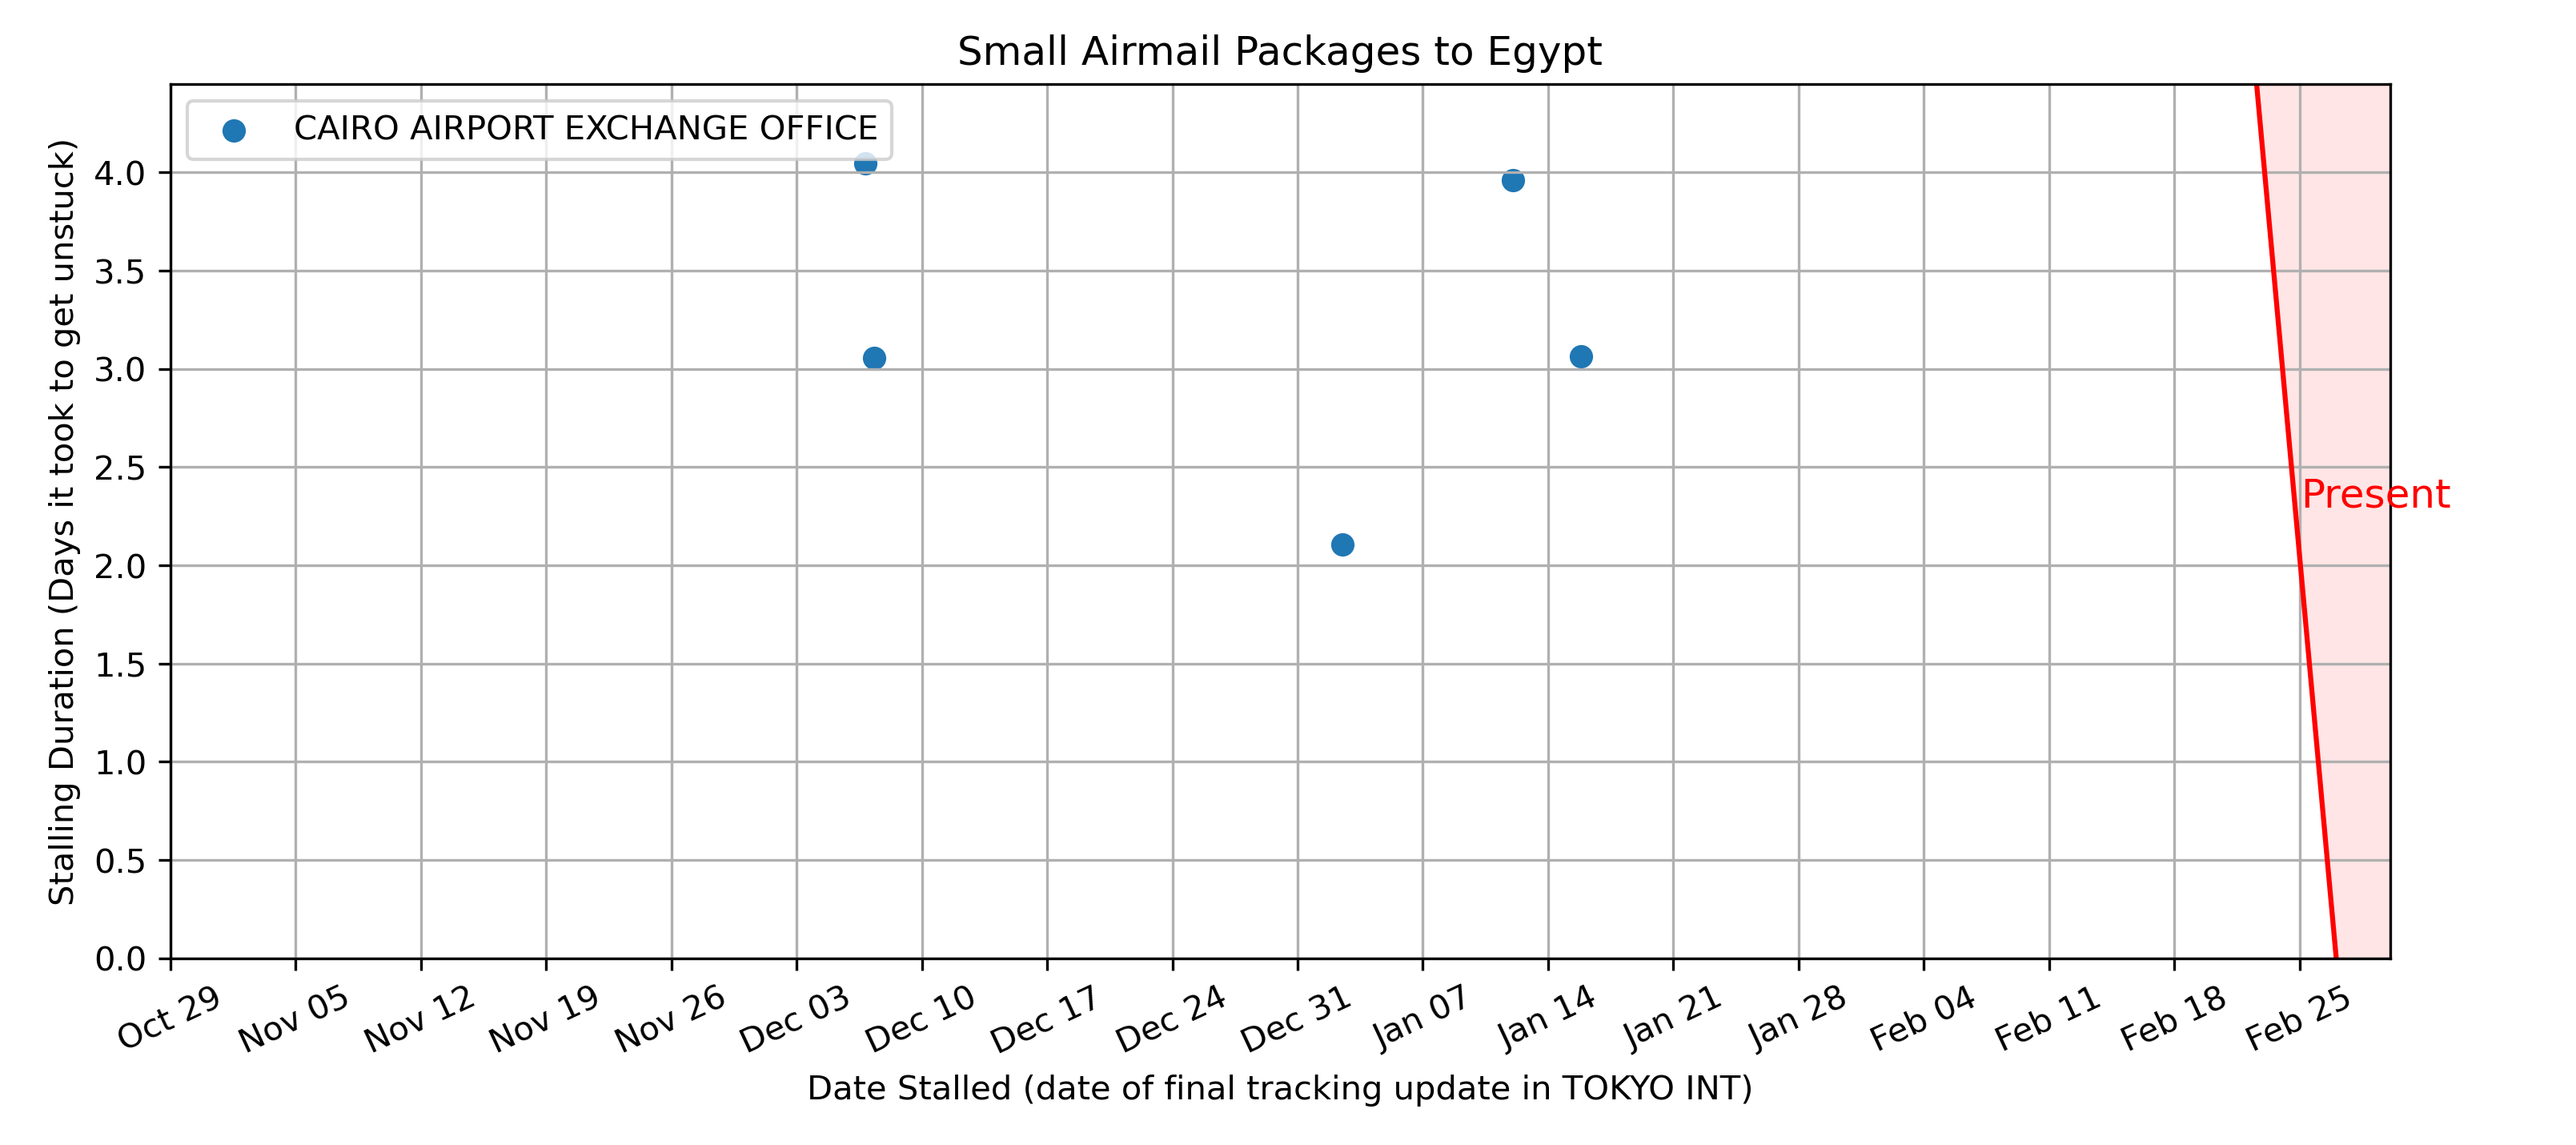 Small Airmail Packages to Egypt
CAIRO AIRPORT EXCHANGE OFFICE
Stalling Duration (Days it took to get unstuck)
4.0
3.5
3.0
2.5
2.0
1.5
1.0
0.5
0.0
Present
Oct 29
Nov 05
Nov 12
Nov 19
Nov 26
Dec 03
Dec 10
Dec 17
Dec 24
Dec 31
Jan 07
Jan 14
Jan 21
Jan 28
Feb 04
Feb 11
Feb 18
Feb 25
Date Stalled (date of final tracking update in TOKYO INT)